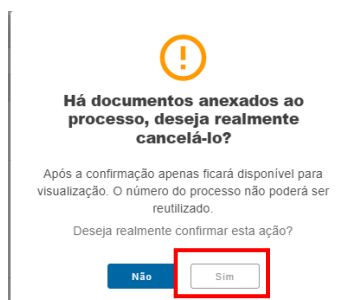 Há documentos anexados ao
processo, deseja realmente
cancelá-lo?
Após a confirmação apenas ficará disponível para
visualização. O número do processo não poderá ser
reutilizado.
Deseja realmente confirmar esta ação?
Não
Sim